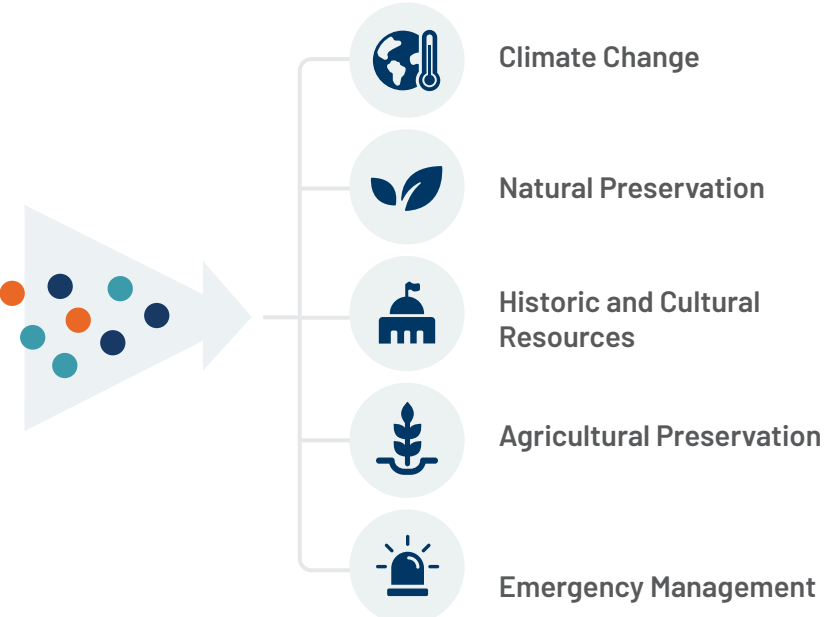 Climate Change
Natural Preservation
Historic and Cultural
Resources
Agricultural Preservation
Emergency Management